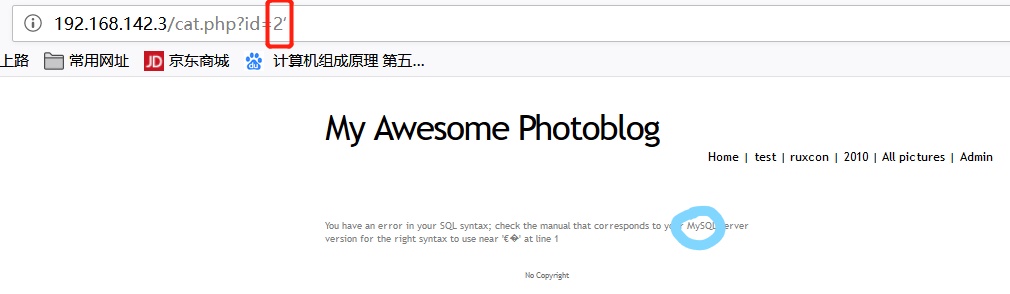 192.168.142.3/cat.php?id=2’
上路 常用网址 JD 京东商城 du 计算机组成原理 第五...
My Awesome Photoblog
Home | test | ruxcon | 2010 | All pictures | Admin
You have an error in your SQL syntax; check the manual that corresponds to your MySQL server
version for the right syntax to use near '€�' at line 1
No Copyright